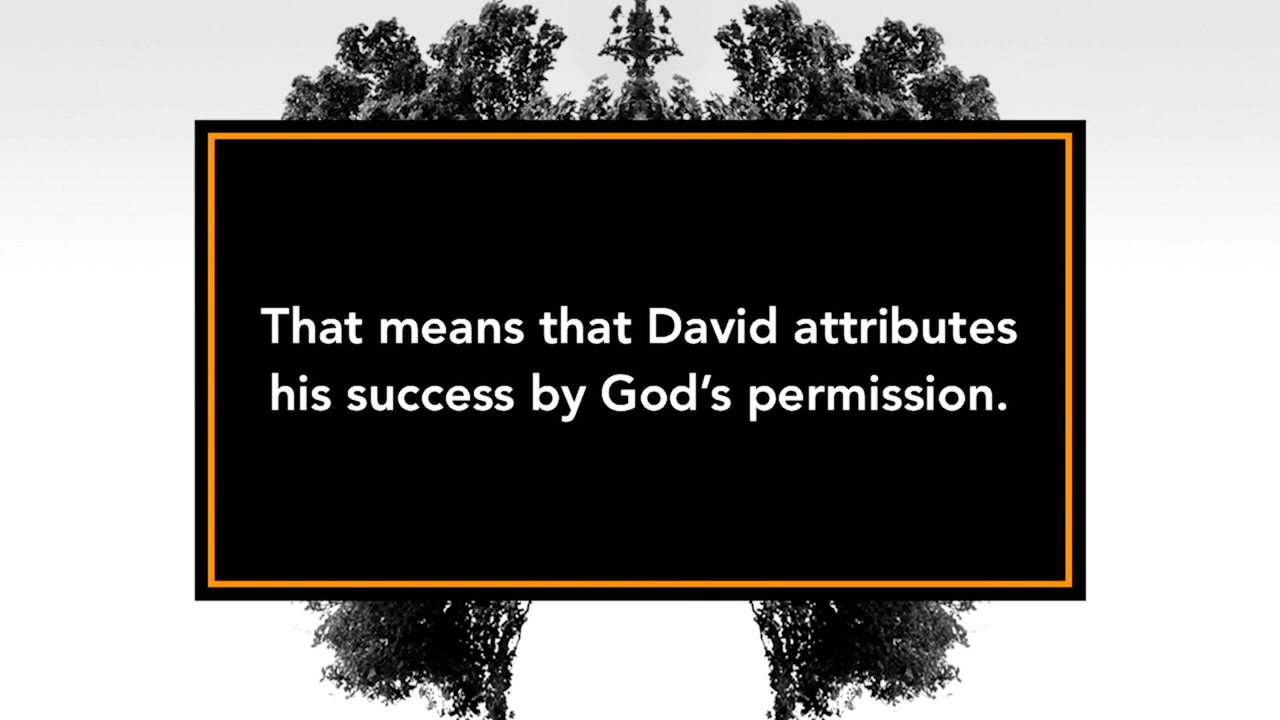 That means that David attributes
his success by God’s permission.